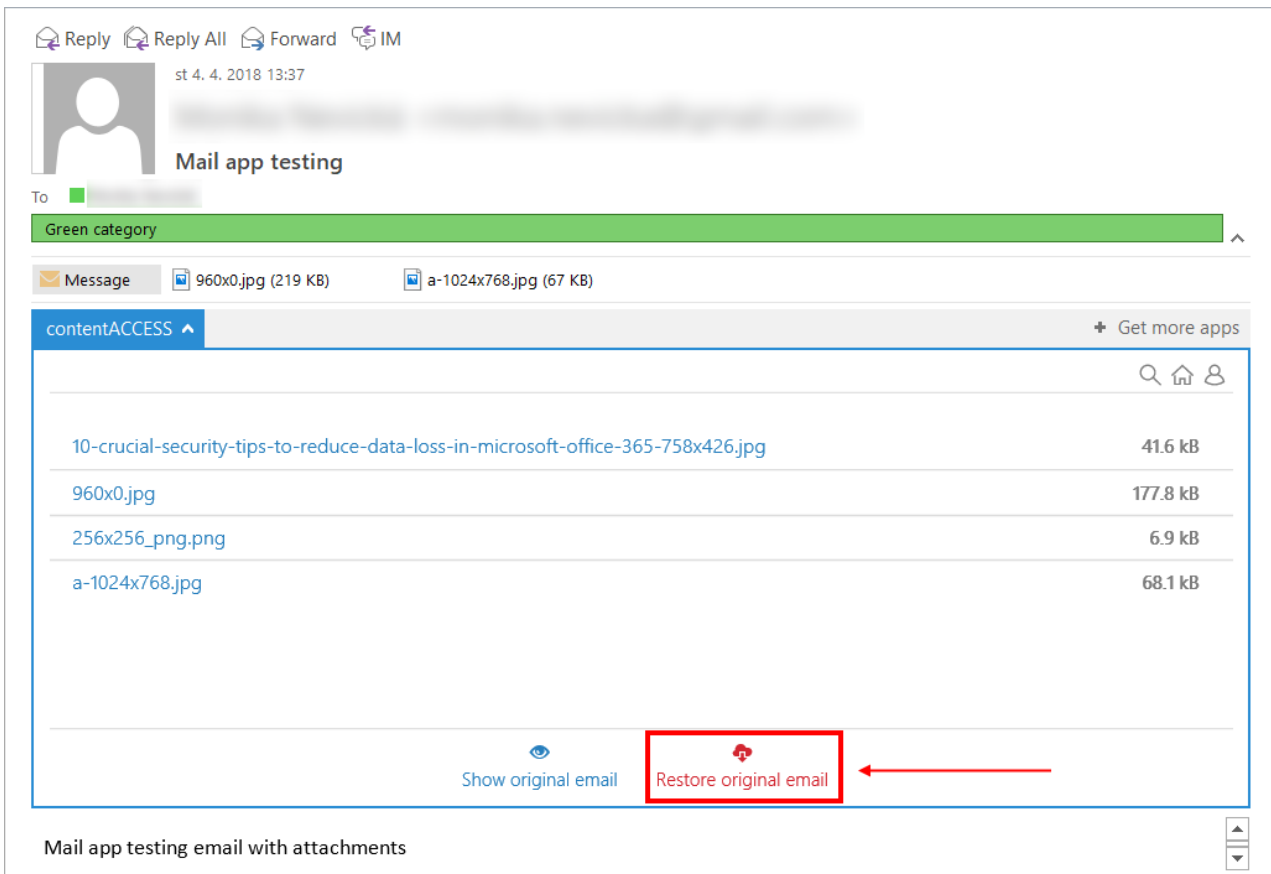 Reply Reply All Forward IM
st 4. 4. 2018 13:37
Mail app testing
To
Green category
Message 960x0.jpg (219 KB) a-1024x768.jpg (67 KB)
contentACCESS Get more apps
10-crucial-security-tips-to-reduce-data-loss-in-microsoft-office-365-758x426.jpg 41.6 kB
960x0.jpg 177.8 kB
256x256_png.png 6.9 kB
a-1024x768.jpg 68.1 kB
Show original email Restore original email
Mail app testing email with attachments